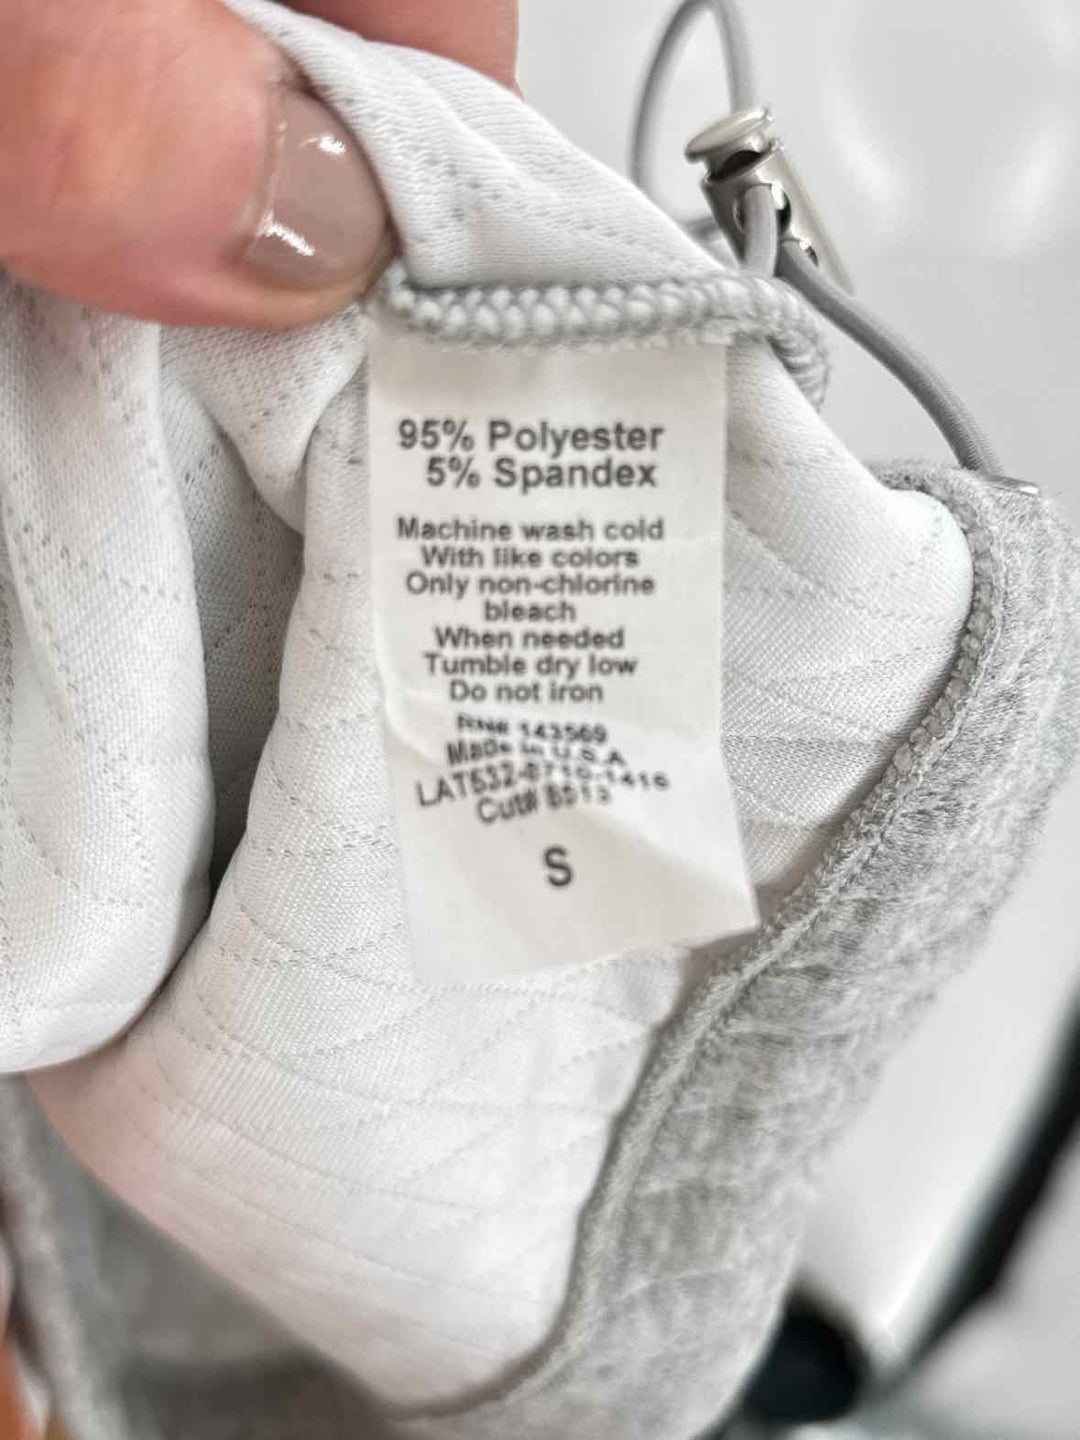 95% Polyester
5% Spandex
Machine wash cold
With like colors
Only non-chlorine
bleach
When needed
Tumble dry low
Do not iron
RN# 143569
Made in U.S.A
Cut#
S